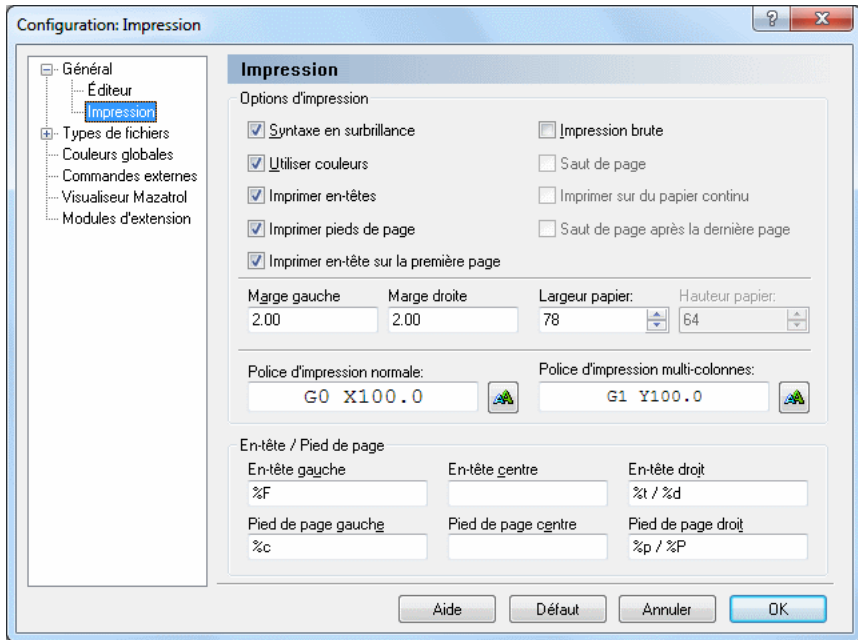 Configuration: Impression
Général
Éditeur
Impression
Types de fichiers
Couleurs globales
Commandes externes
Visualiseur Mazatrol
Modules d'extension
Impression
Options d'impression
Syntaxe en surbrillance
Impression brute
Utiliser couleurs
Saut de page
Imprimer en-têtes
Imprimer sur du papier continu
Imprimer pieds de page
Saut de page après la dernière page
Imprimer en-tête sur la première page
Marge gauche
Marge droite
Largeur papier:
Hauteur papier:
2.00
2.00
78
64
Police d'impression normale:
Police d'impression multi-colonnes:
G0 X100.0
G1 Y100.0
En-tête / Pied de page
En-tête gauche
En-tête centre
En-tête droit
%F
%t / %d
Pied de page gauche
Pied de page centre
Pied de page droit
%c
%p / %P
Aide
Défaut
Annuler
OK